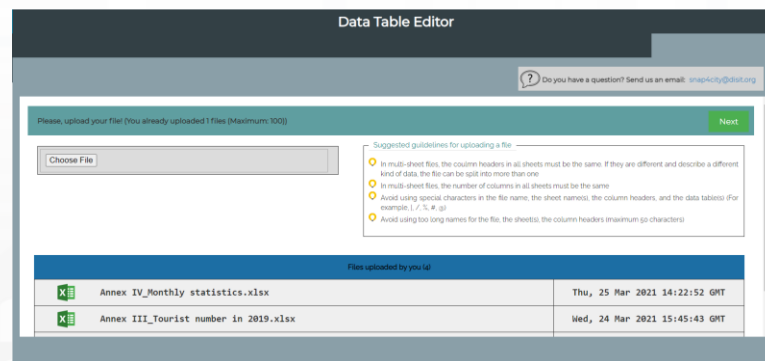 Data Table Editor
? Do you have a question? Send us an email: snap4city@disit.org
Please, upload your file! (You already uploaded 1 files (Maximum: 100))
Next
Choose File
Suggested guildelines for uploading a file
In multi-sheet files, the coulmn headers in all sheets must be the same. If they are different and describe a different
kind of data, the file can be split into more than one
In multi-sheet files, the number of columns in all sheets must be the same
Avoid using special characters in the file name, the sheet name(s), the column headers, and the data table(s) (For
example, (, /, %, #, g)
Avoid using too long names for the file, the sheet(s), the column headers (maximum 50 characters)
Files uploaded by you (4)
Annex IV_Monthly statistics.xlsx Thu, 25 Mar 2021 14:22:52 GMT
Annex III_Tourist number in 2019.xlsx Wed, 24 Mar 2021 15:45:43 GMT